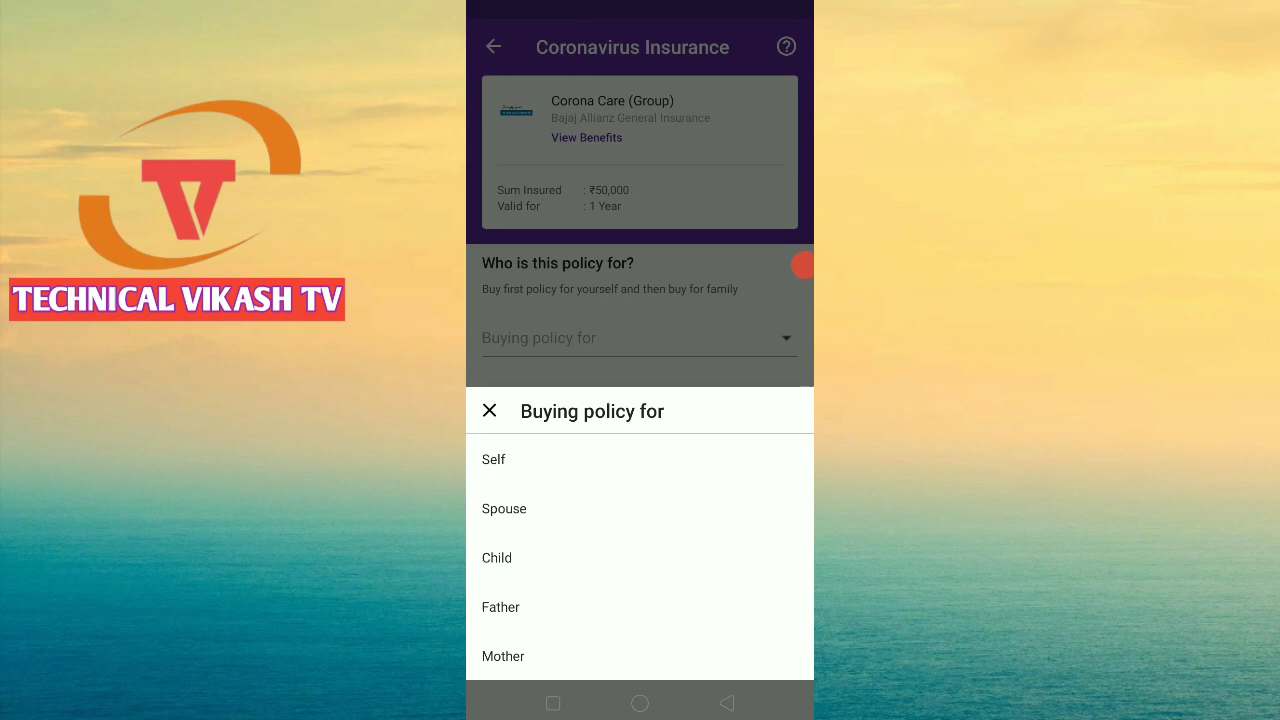 TECHNICAL VIKASH TV
Coronavirus Insurance
Corona Care (Group)
Bajaj Allianz General Insurance
View Benefits
Sum Insured : ₹50,000
Valid for : 1 Year
Who is this policy for?
Buy first policy for yourself and then buy for family
Buying policy for
Buying policy for
Self
Spouse
Child
Father
Mother